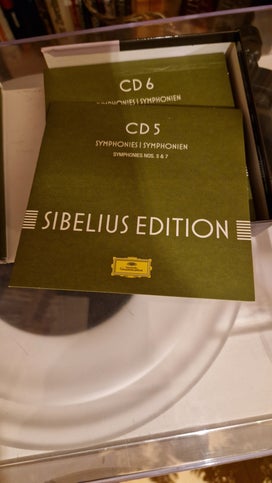 CD 6
SYMPHONIES | SYMPHONIEN
CD 5
SYMPHONIES | SYMPHONIEN
SYMPHONIES NOS. 5 & 7
SIBELIUS EDITION